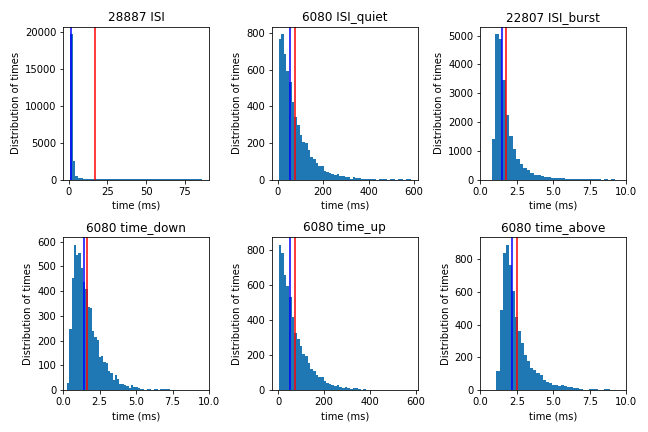 28887 ISI
Distribution of times
20000
15000
10000
5000
0
0 25 50 75
time (ms)
6080 ISI_quiet
Distribution of times
800
600
400
200
0
0 200 400 600
time (ms)
22807 ISI_burst
Distribution of times
5000
4000
3000
2000
1000
0
0.0 2.5 5.0 7.5 10.0
time (ms)
6080 time_down
Distribution of times
600
500
400
300
200
100
0
0.0 2.5 5.0 7.5 10.0
time (ms)
6080 time_up
Distribution of times
800
600
400
200
0
0 200 400 600
time (ms)
6080 time_above
Distribution of times
800
600
400
200
0
0.0 2.5 5.0 7.5 10.0
time (ms)